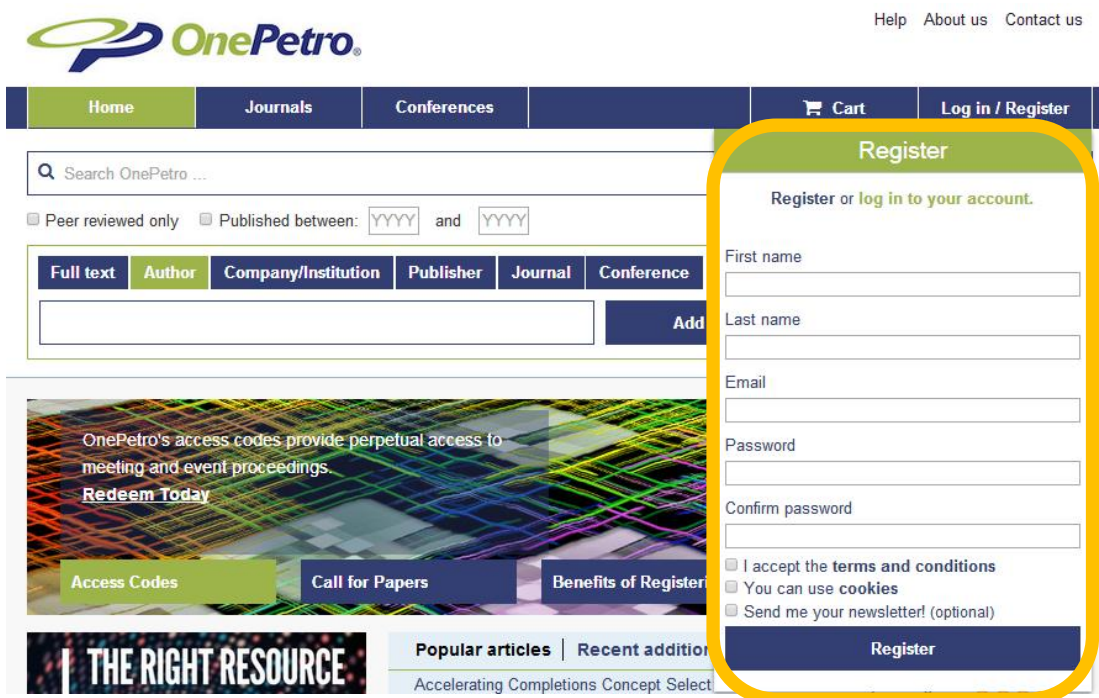 Help About us Contact us
OnePetro®
Home Journals Conferences Cart Log in / Register
Search OnePetro ...
Peer reviewed only Published between: YYYY and YYYY
Full text Author Company/Institution Publisher Journal Conference
Add
OnePetro's access codes provide perpetual access to
meeting and event proceedings.
Redeem Today
Access Codes Call for Papers Benefits of Registeri
THE RIGHT RESOURCE
Popular articles | Recent addition
Accelerating Completions Concept Select
Register
Register or log in to your account.
First name
Last name
Email
Password
Confirm password
I accept the terms and conditions
You can use cookies
Send me your newsletter! (optional)
Register